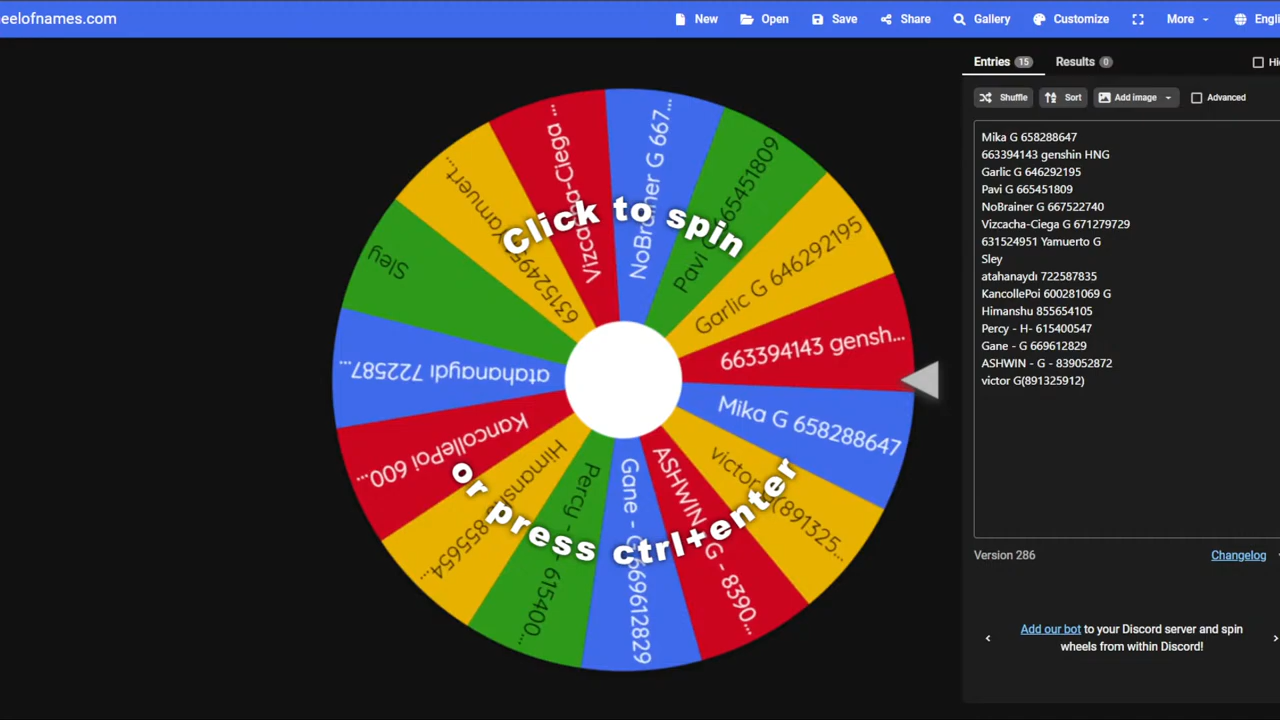 eelofnames.com
New
Open
Save
Share
Gallery
Customize
More
Engli
Entries 15
Results 0
Hi
Shuffle
Sort
Add image
Advanced
Mika G 658288647
663394143 genshin HNG
Garlic G 646292195
Pavi G 665451809
NoBrainer G 667522740
Vizcacha-Ciega G 671279729
631524951 Yamuerto G
Sley
atahanaydı 722587835
KancollePoi 600281069 G
Himanshu 855654105
Percy - H- 615400547
Gane - G 669612829
ASHWIN - G - 839052872
victor G(891325912)
Click to spin
or press ctrl+enter
Vizcacha-Ciega ...
NoBrainer G 667...
Pavi G 665451809
Garlic G 646292195
663394143 gensh...
Mika G 658288647
victor G(891325...
ASHWIN - G - 8390...
Gane - G 669612829
Percy - H- 615400...
Himanshu 855654...
KancollePoi 600...
atahanaydı 722587...
Sley
631524951 Yamuert...
Version 286
Changelog
Add our bot to your Discord server and spin
wheels from within Discord!